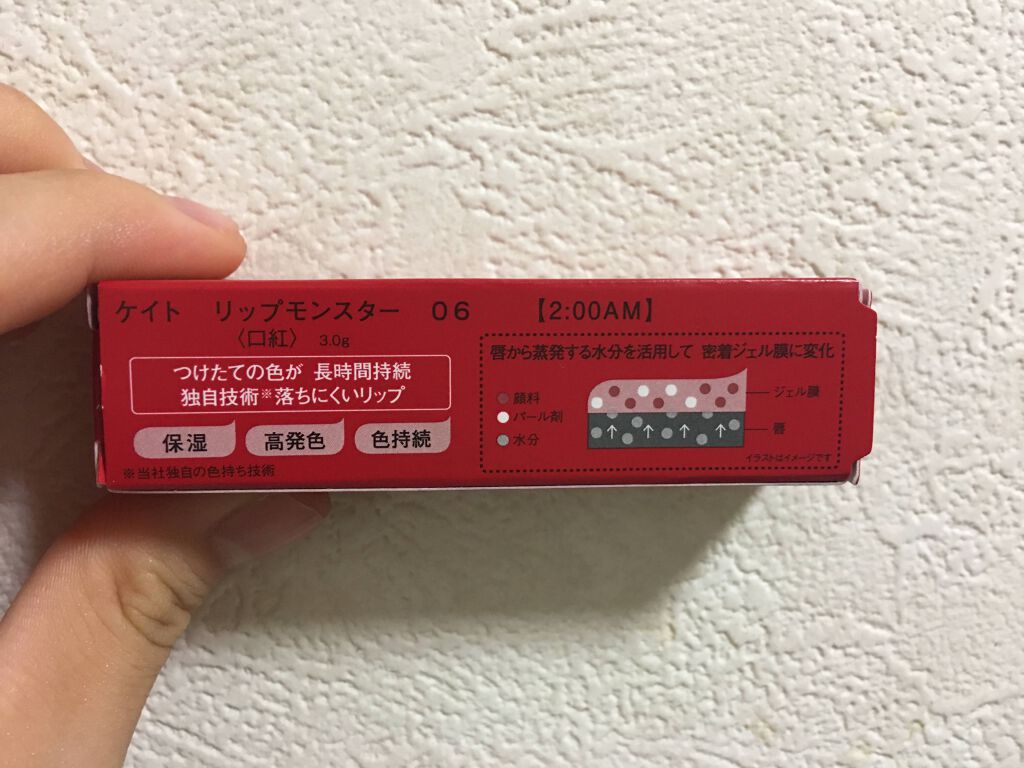 ケイト リップモンスター 06 【2:00AM】
〈口紅〉 3.0g
つけたての色が 長時間持続
独自技術※落ちにくいリップ
保湿 高発色 色持続
※当社独自の色持ち技術
唇から蒸発する水分を活用して 密着ジェル膜に変化
顔料
パール剤
水分
ジェル膜
唇
イラストはイメージです